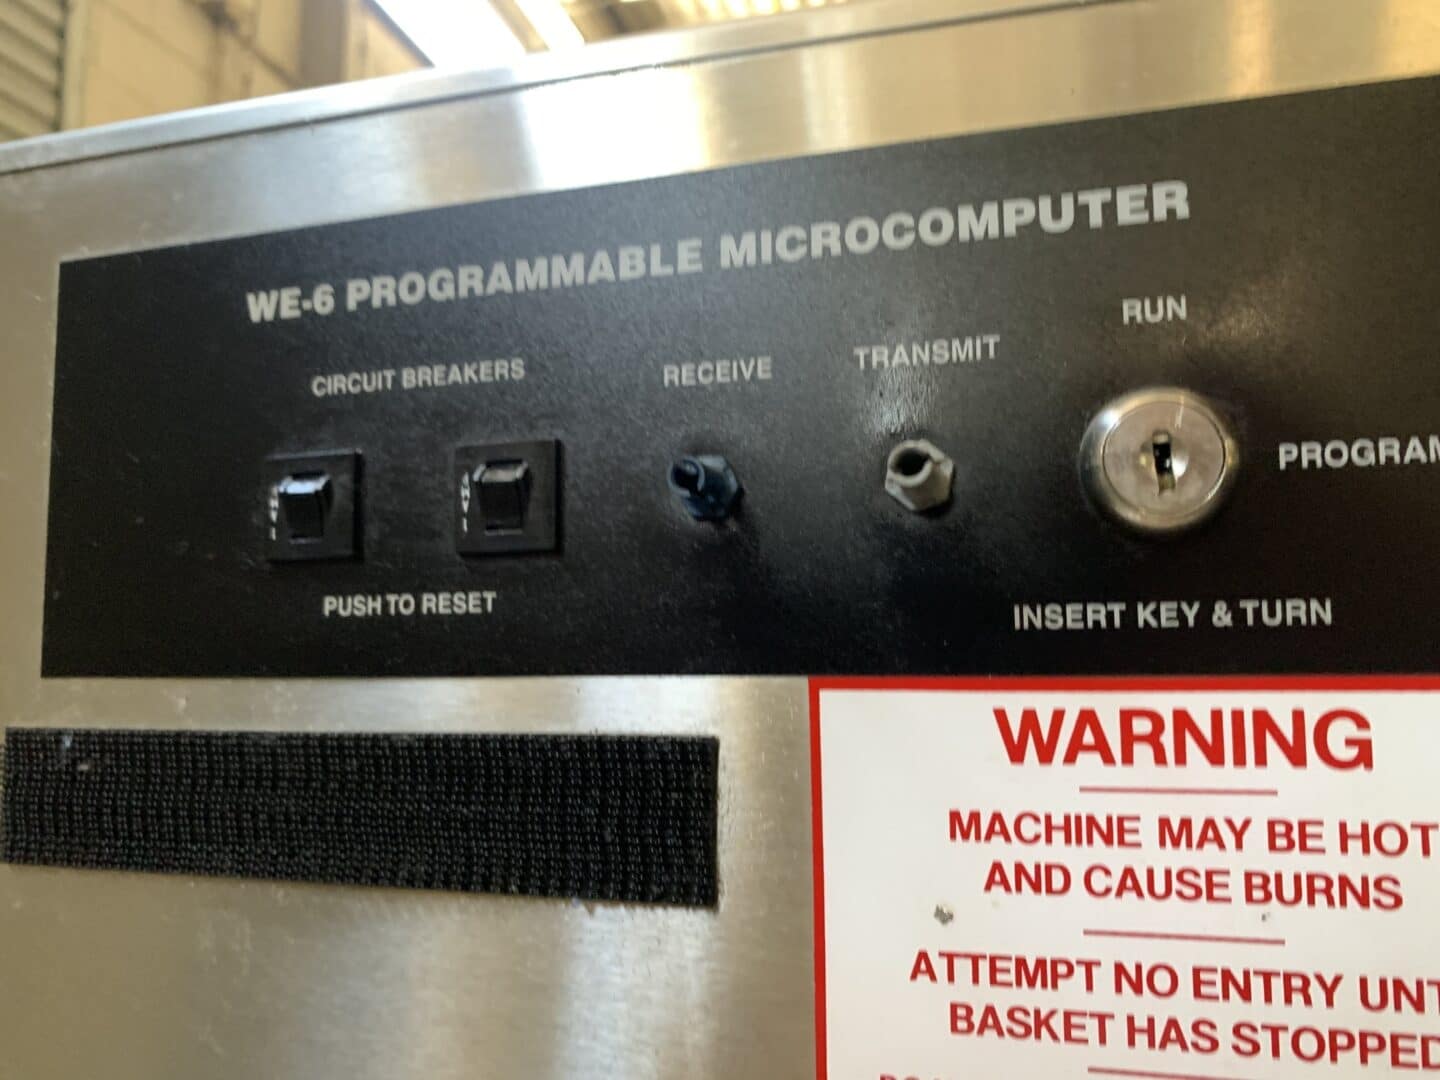 WE-6 PROGRAMMABLE MICROCOMPUTER
RUN
CIRCUIT BREAKERS
RECEIVE
TRANSMIT
PROGRAM
PUSH TO RESET
INSERT KEY & TURN
WARNING
MACHINE MAY BE HOT
AND CAUSE BURNS
ATTEMPT NO ENTRY UNT
BASKET HAS STOPPED